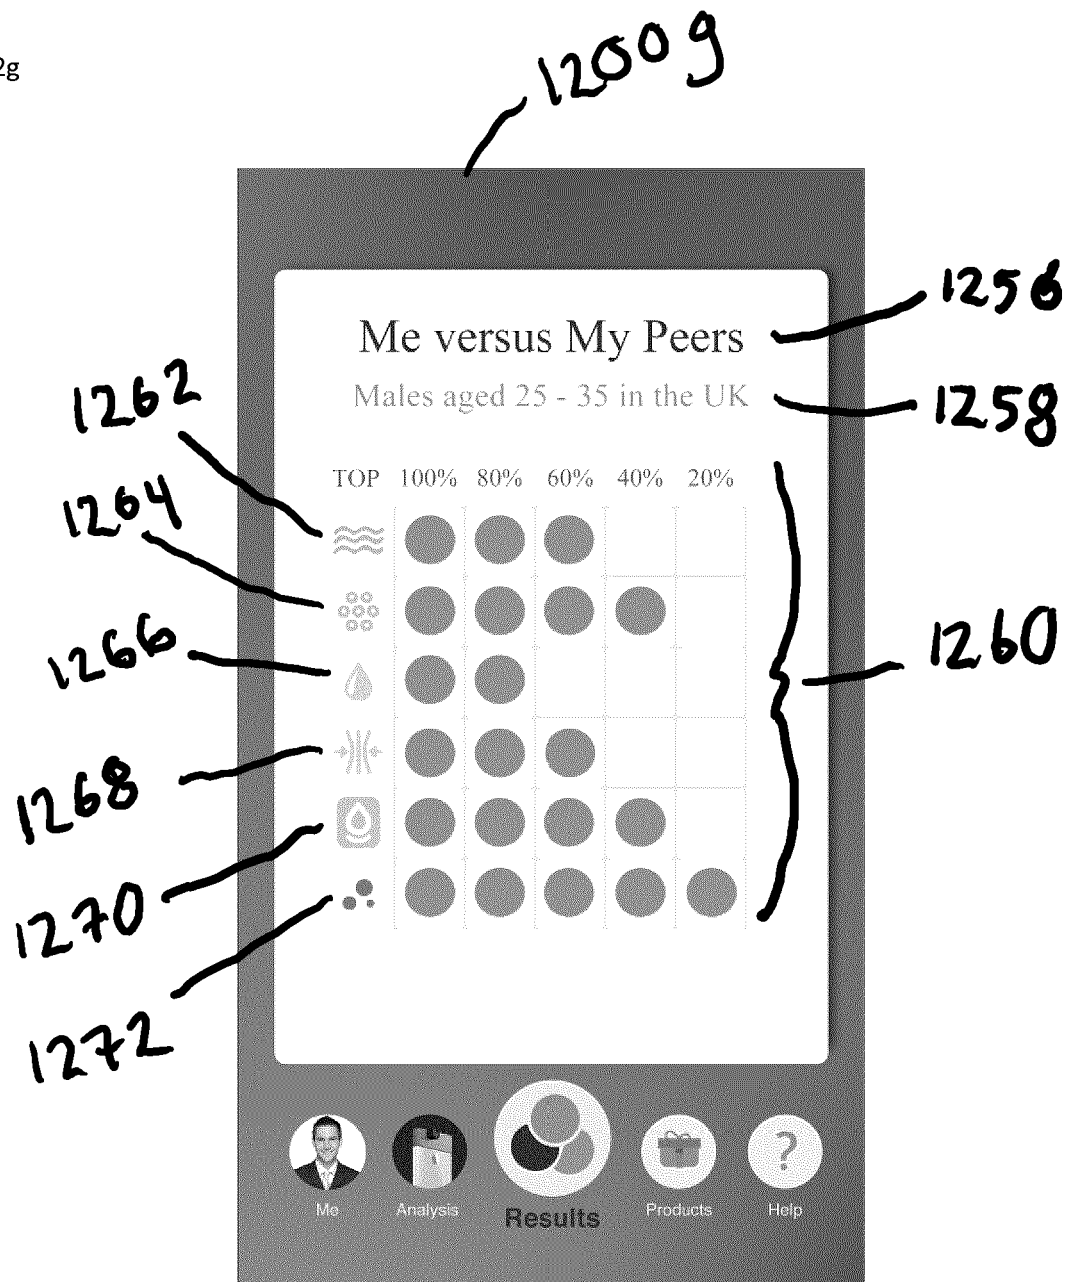 2g
1200g
1256
Me versus My Peers
1258
Males aged 25 - 35 in the UK
1262
TOP 100% 80% 60% 40% 20%
1264
1266
1260
1268
1270
1272
Me Analysis Results Products Help
?